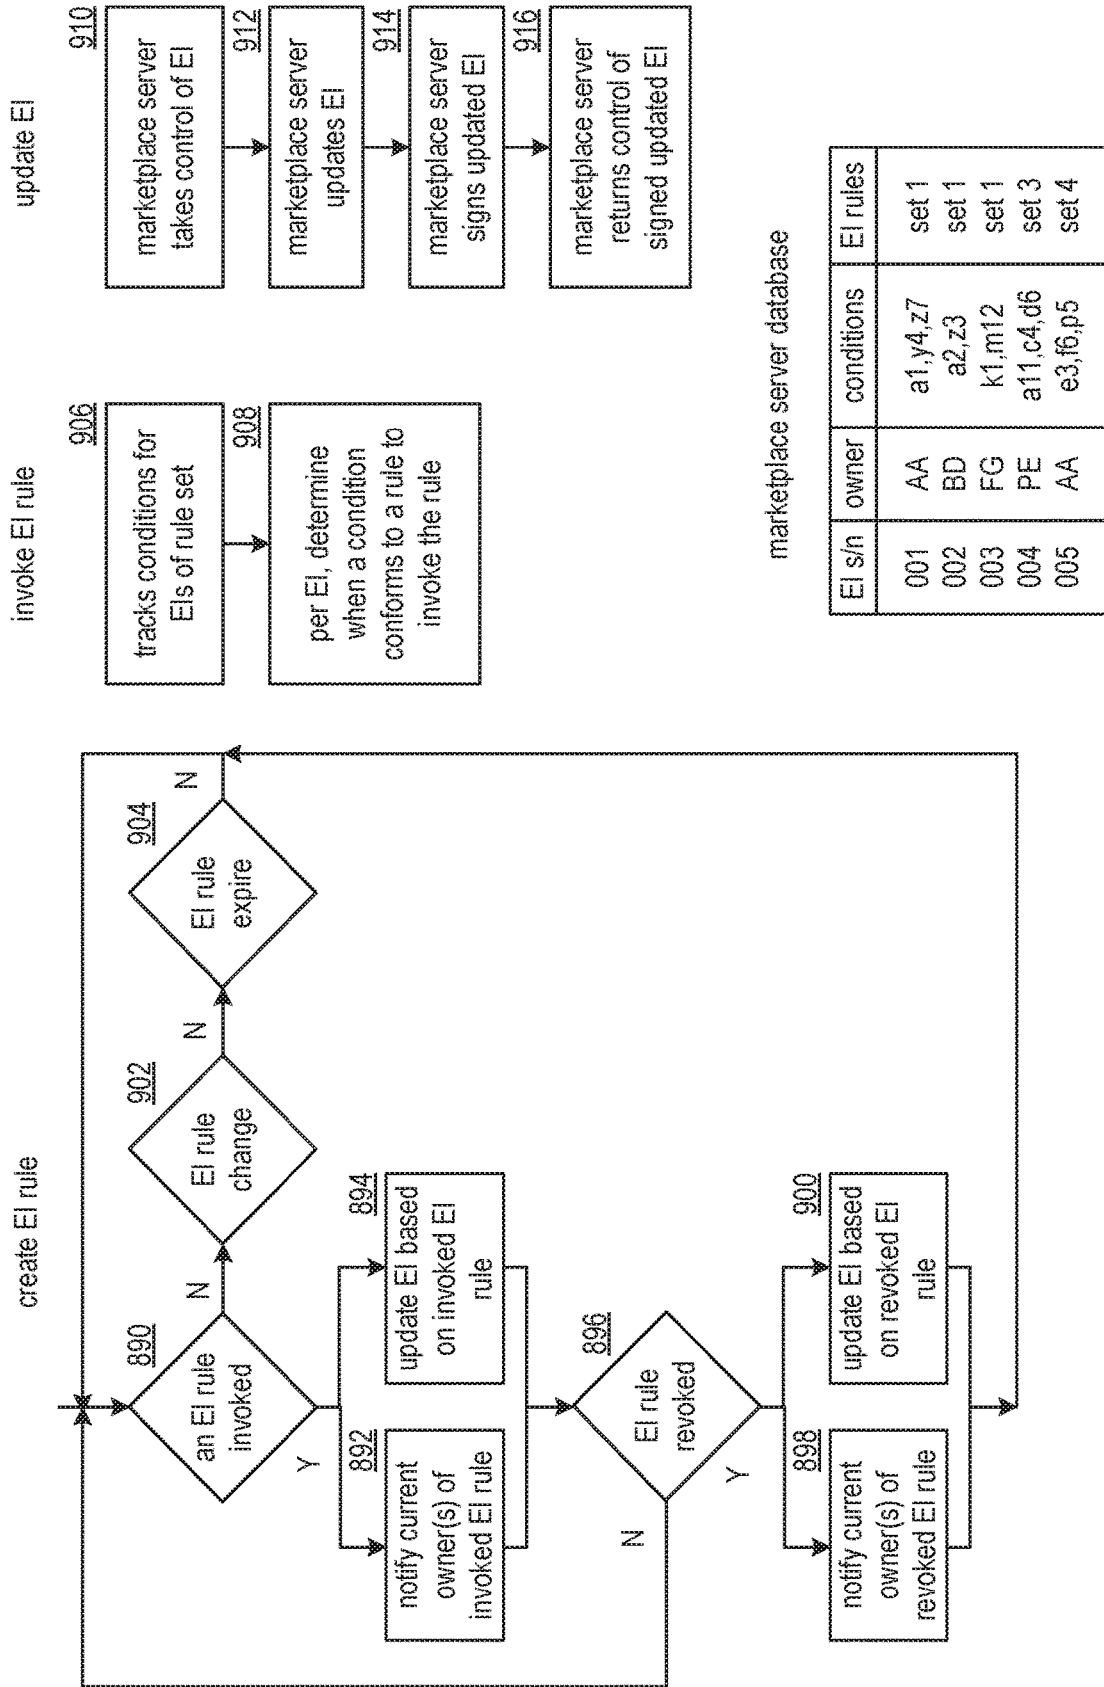 create EI rule
890
an EI rule
invoked
N
902
EI rule
change
N
904
EI rule
expire
N
Y
892
notify current
owner(s) of
invoked EI rule
894
update EI based
on invoked EI
rule
896
EI rule
revoked
N
Y
898
notify current
owner(s) of
revoked EI rule
900
update EI based
on revoked EI
rule
invoke EI rule
906
tracks conditions for
EIs of rule set
908
per EI, determine
when a condition
conforms to a rule to
invoke the rule
update EI
910
marketplace server
takes control of EI
912
marketplace server
updates EI
914
marketplace server
signs updated EI
916
marketplace server
returns control of
signed updated EI
marketplace server database
EI s/n owner conditions EI rules
001 AA a1,y4,z7 set 1
002 BD a2,z3 set 1
003 FG k1,m12 set 1
004 PE a11,c4,d6 set 3
005 AA e3,f6,p5 set 4